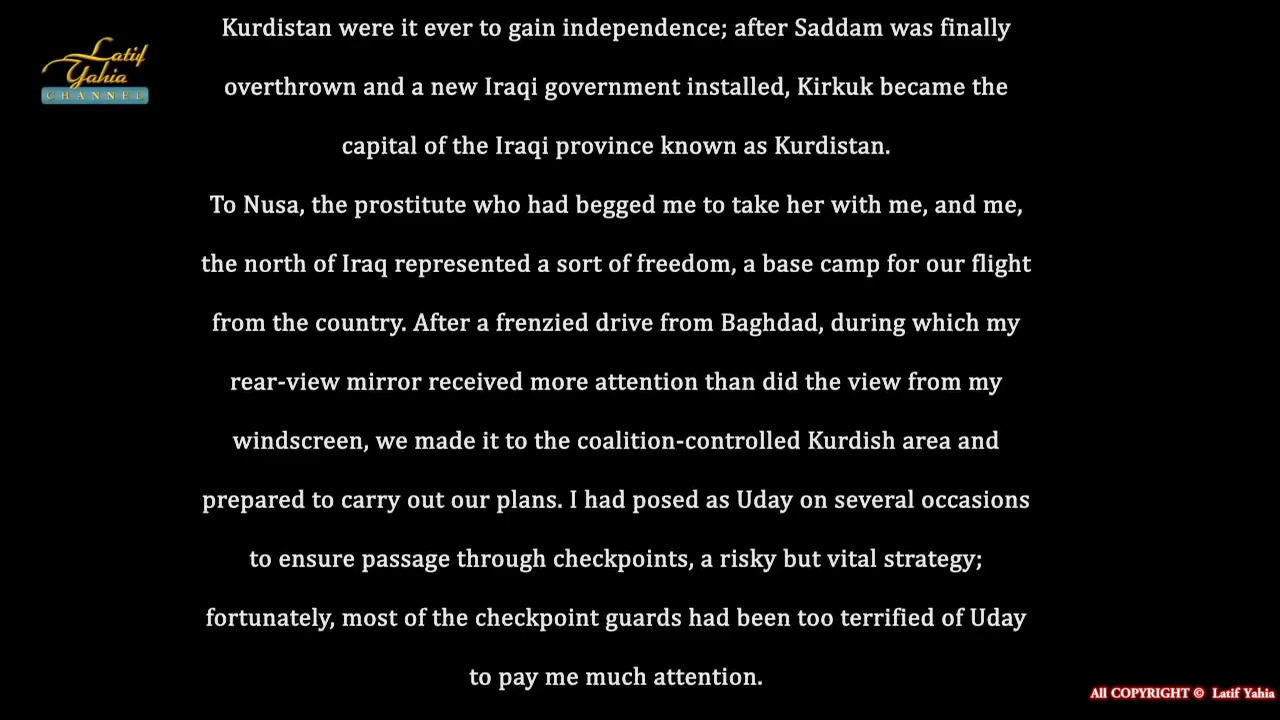 Latif
Yahia
CHANNEL
Kurdistan were it ever to gain independence; after Saddam was finally
overthrown and a new Iraqi government installed, Kirkuk became the
capital of the Iraqi province known as Kurdistan.
To Nusa, the prostitute who had begged me to take her with me, and me,
the north of Iraq represented a sort of freedom, a base camp for our flight
from the country. After a frenzied drive from Baghdad, during which my
rear-view mirror received more attention than did the view from my
windscreen, we made it to the coalition-controlled Kurdish area and
prepared to carry out our plans. I had posed as Uday on several occasions
to ensure passage through checkpoints, a risky but vital strategy;
fortunately, most of the checkpoint guards had been too terrified of Uday
to pay me much attention.
All COPYRIGHT © Latif Yahia